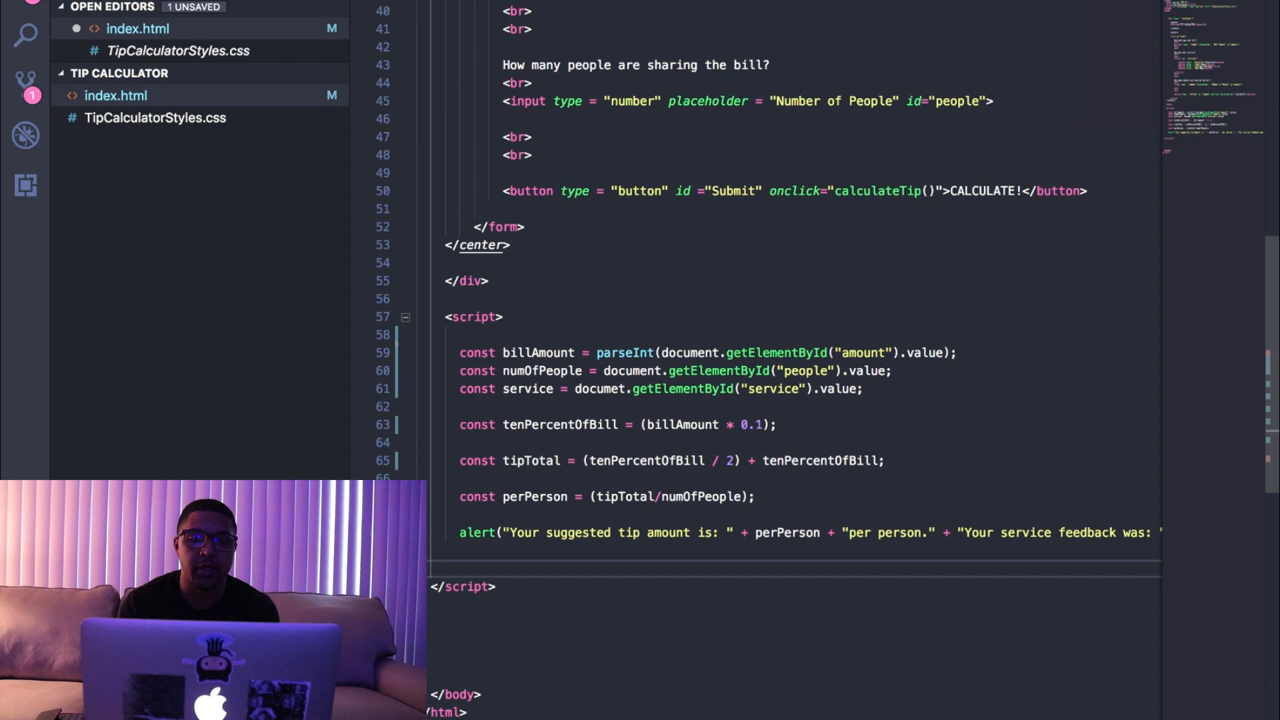 OPEN EDITORS 1 UNSAVED
index.html M
# TipCalculatorStyles.css
TIP CALCULATOR
1
<> index.html M
# TipCalculatorStyles.css
40 <br>
41 <br>
42
43 How many people are sharing the bill?
44 <br>
45 <input type = "number" placeholder = "Number of People" id="people">
46
47 <br>
48 <br>
49
50 <button type = "button" id ="Submit" onclick="calculateTip()">CALCULATE!</button>
51
52 </form>
53 </center>
54
55 </div>
56
57 <script>
58
59 const billAmount = parseInt(document.getElementById("amount").value);
60 const numOfPeople = document.getElementById("people").value;
61 const service = documet.getElementById("service").value;
62
63 const tenPercentOfBill = (billAmount * 0.1);
64
65 const tipTotal = (tenPercentOfBill / 2) + tenPercentOfBill;
66
const perPerson = (tipTotal/numOfPeople);
alert("Your suggested tip amount is: " + perPerson + "per person." + "Your service feedback was: "
</script>
</body>
/html>